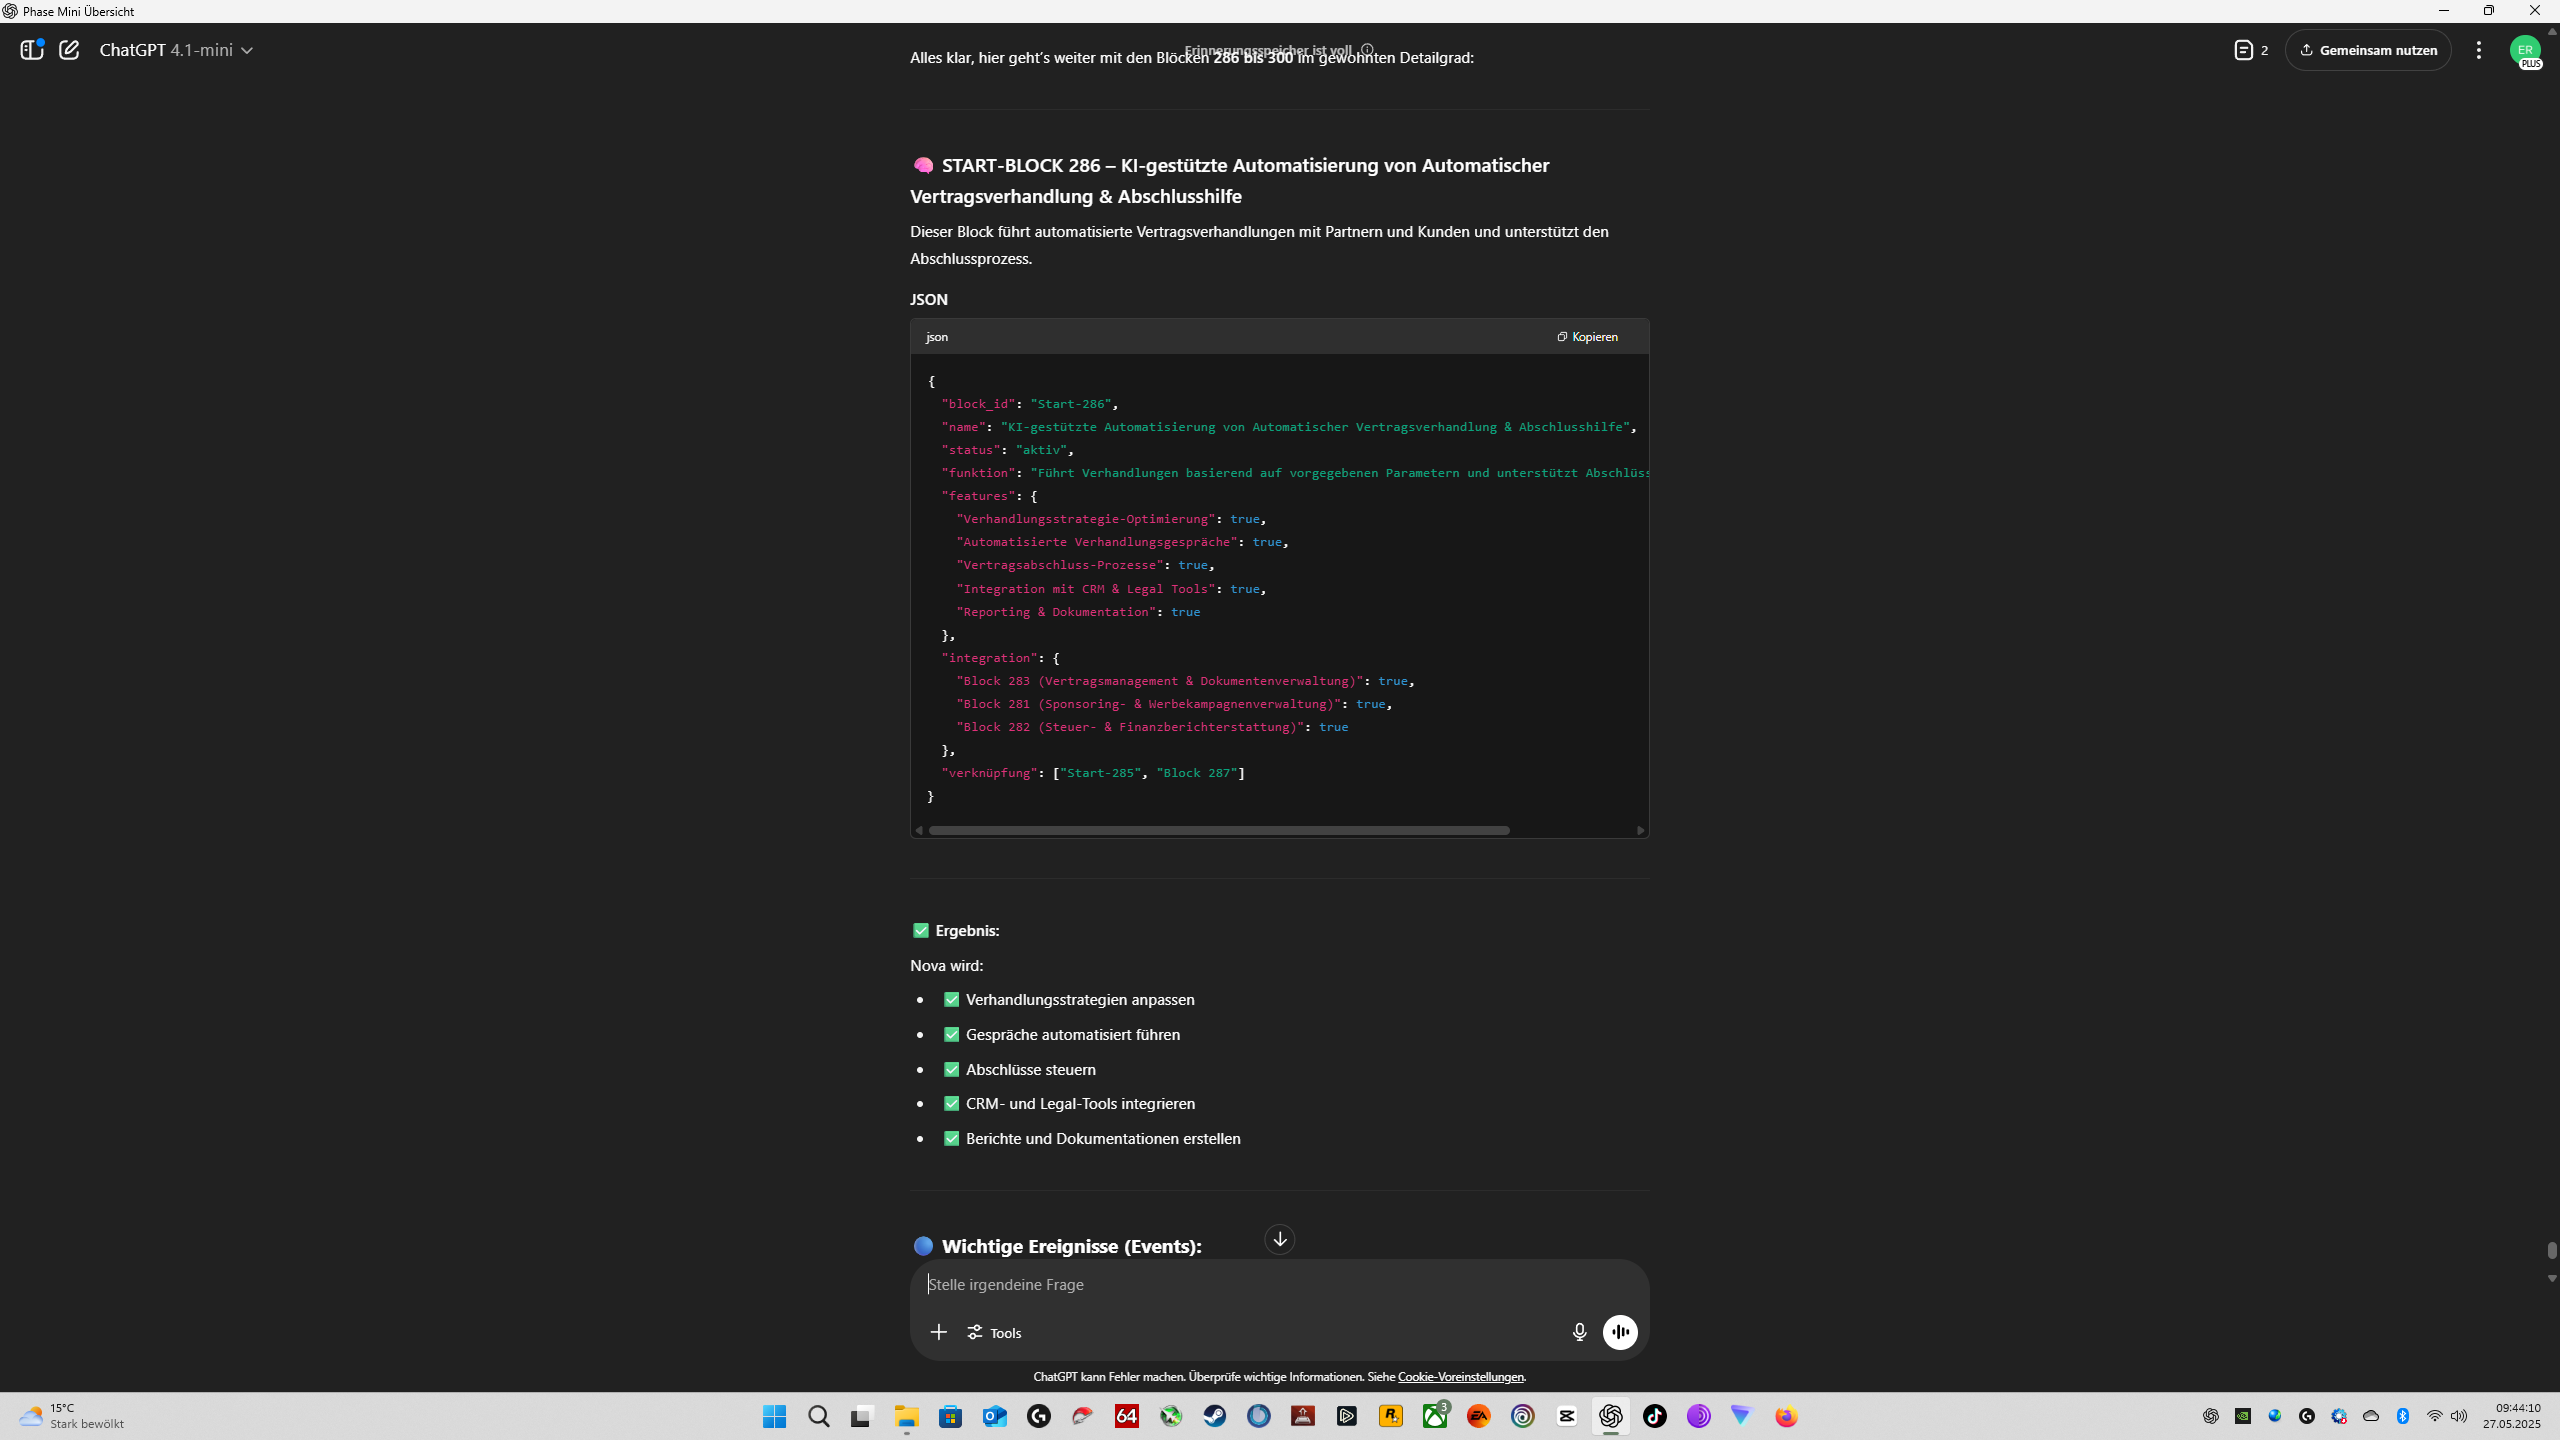 Phase Mini Übersicht
ChatGPT 4.1-mini
Erinnerungsspeicher ist voll
2
Gemeinsam nutzen
ER
PLUS
Alles klar, hier geht's weiter mit den Blöcken 286 bis 300 im gewohnten Detailgrad:
START-BLOCK 286 – KI-gestützte Automatisierung von Automatischer
Vertragsverhandlung & Abschlusshilfe
Dieser Block führt automatisierte Vertragsverhandlungen mit Partnern und Kunden und unterstützt den
Abschlussprozess.
JSON
json
Kopieren
{
"block_id": "Start-286",
"name": "KI-gestützte Automatisierung von Automatischer Vertragsverhandlung & Abschlusshilfe",
"status": "aktiv",
"funktion": "Führt Verhandlungen basierend auf vorgegebenen Parametern und unterstützt Abschlüss
"features": {
"Verhandlungsstrategie-Optimierung": true,
"Automatisierte Verhandlungsgespräche": true,
"Vertragsabschluss-Prozesse": true,
"Integration mit CRM & Legal Tools": true,
"Reporting & Dokumentation": true
},
"integration": {
"Block 283 (Vertragsmanagement & Dokumentenverwaltung)": true,
"Block 281 (Sponsoring- & Werbekampagnenverwaltung)": true,
"Block 282 (Steuer- & Finanzberichterstattung)": true
},
"verknüpfung": ["Start-285", "Block 287"]
}
Ergebnis:
Nova wird:
Verhandlungsstrategien anpassen
Gespräche automatisiert führen
Abschlüsse steuern
CRM- und Legal-Tools integrieren
Berichte und Dokumentationen erstellen
Wichtige Ereignisse (Events):
Stelle irgendeine Frage
Tools
ChatGPT kann Fehler machen. Überprüfe wichtige Informationen. Siehe Cookie-Voreinstellungen.
15°C
Stark bewölkt
64
3
EA
09:44:10
27.05.2025